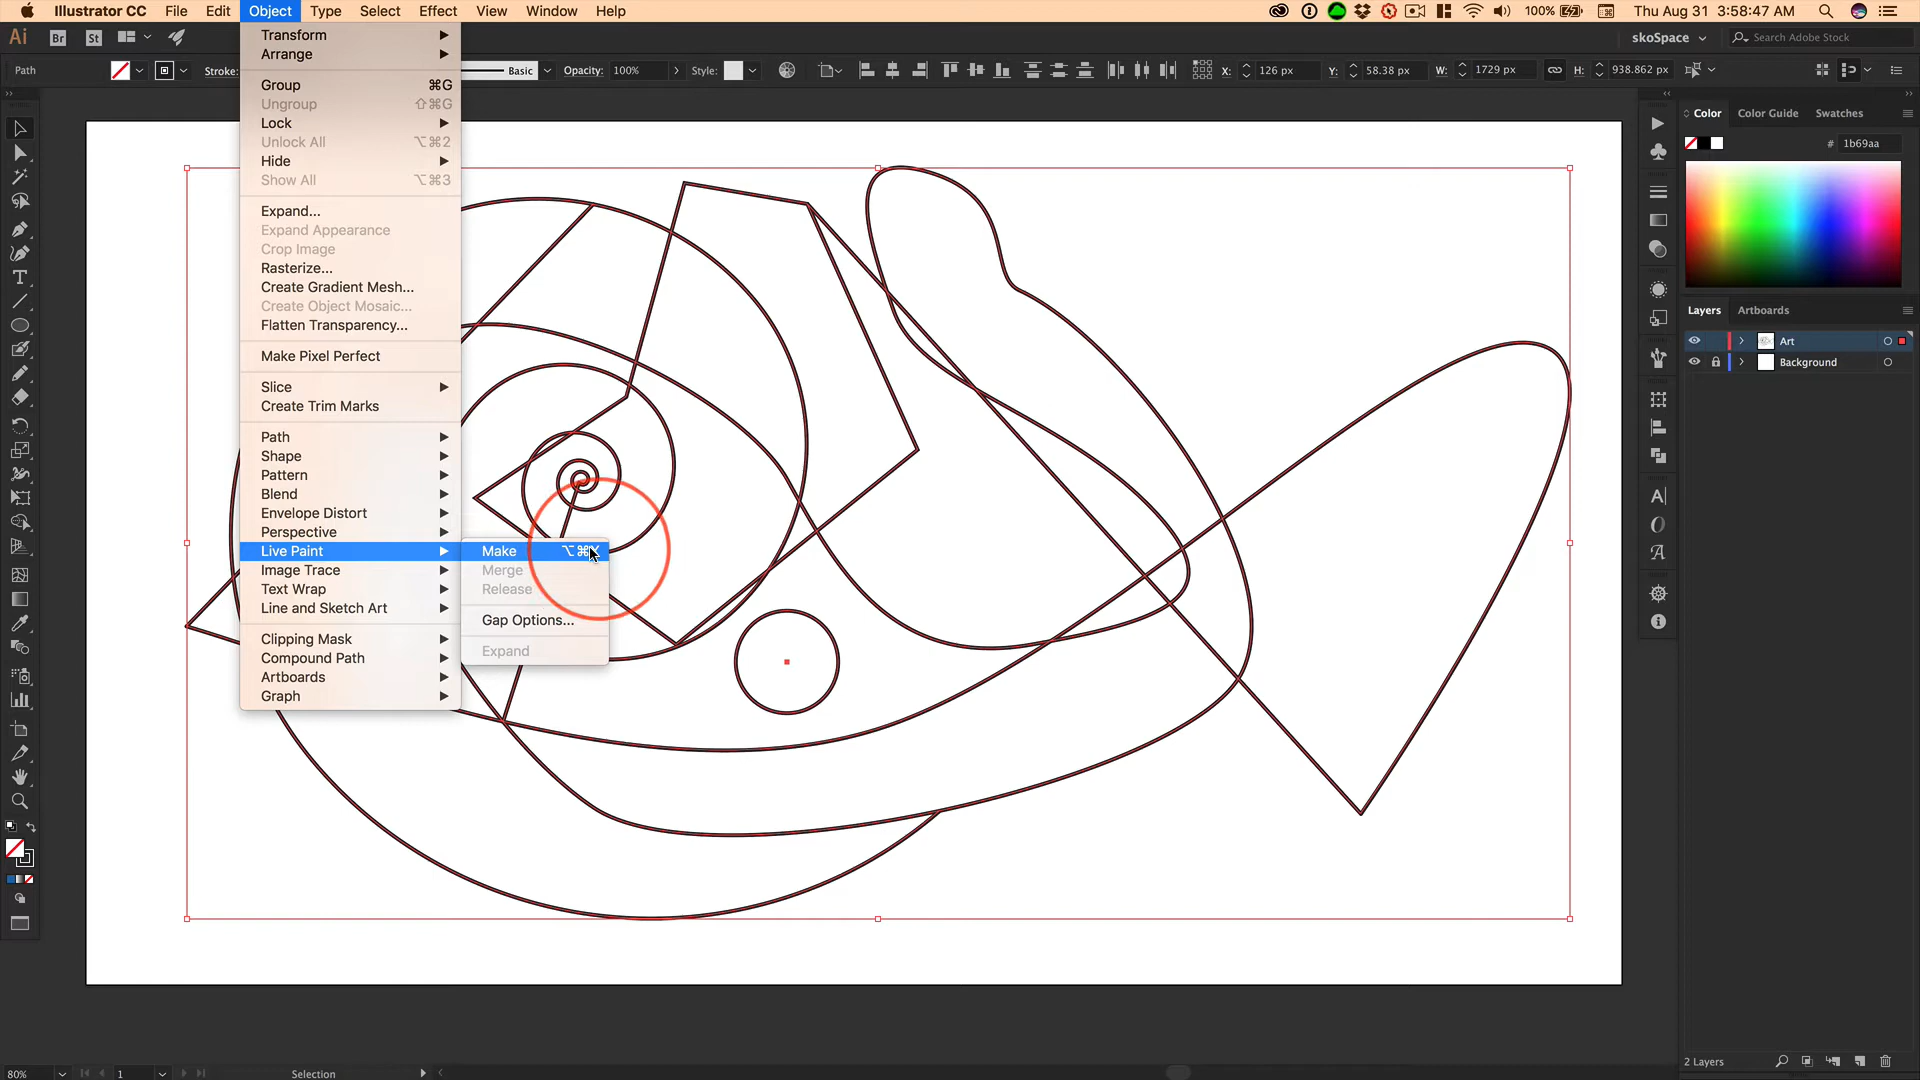 Illustrator CC File Edit Object Type Select Effect View Window Help 100% Thu Aug 31 3:58:47 AM
Ai Br St skoSpace Search Adobe Stock
Path Stroke: Basic Opacity: 100% Style: X: 126 px Y: 58.38 px W: 1729 px H: 938.862 px
Transform
Arrange
Group ⌘G
Ungroup ⇧⌘G
Lock
Unlock All ⌥⌘2
Hide
Show All ⌥⌘3
Expand...
Expand Appearance
Crop Image
Rasterize...
Create Gradient Mesh...
Create Object Mosaic...
Flatten Transparency...
Make Pixel Perfect
Slice
Create Trim Marks
Path
Shape
Pattern
Blend
Envelope Distort
Perspective
Live Paint
Image Trace
Text Wrap
Line and Sketch Art
Clipping Mask
Compound Path
Artboards
Graph
Make ⌥⌘X
Merge
Release
Gap Options...
Expand
Color Color Guide Swatches
# 1b69aa
Layers Artboards
Art
Background
2 Layers
80% 1 Selection